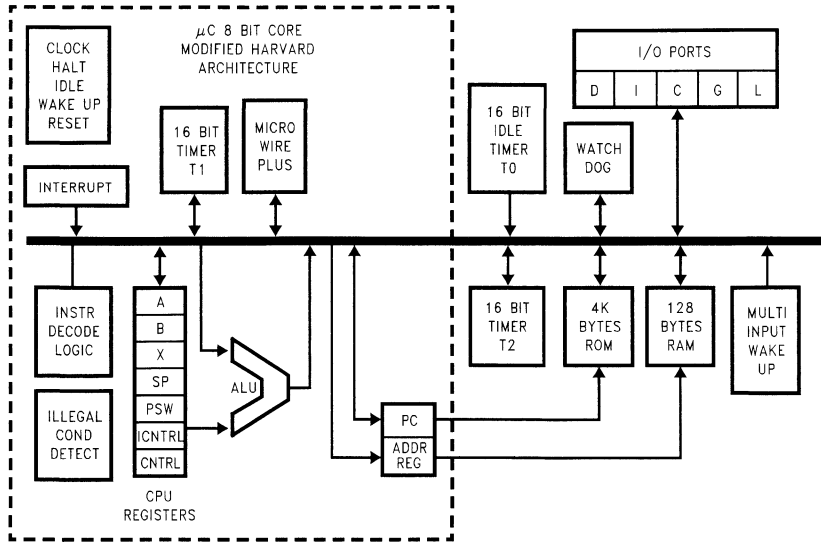 μC 8 BIT CORE
MODIFIED HARVARD
ARCHITECTURE
CLOCK
HALT
IDLE
WAKE UP
RESET
16 BIT
TIMER
T1
MICRO
WIRE
PLUS
INTERRUPT
16 BIT
IDLE
TIMER
T0
WATCH
DOG
I/O PORTS
D I C G L
INSTR
DECODE
LOGIC
ILLEGAL
COND
DETECT
A
B
X
SP
PSW
ICNTRL
CNTRL
CPU
REGISTERS
ALU
PC
ADDR
REG
16 BIT
TIMER
T2
4K
BYTES
ROM
128
BYTES
RAM
MULTI
INPUT
WAKE
UP